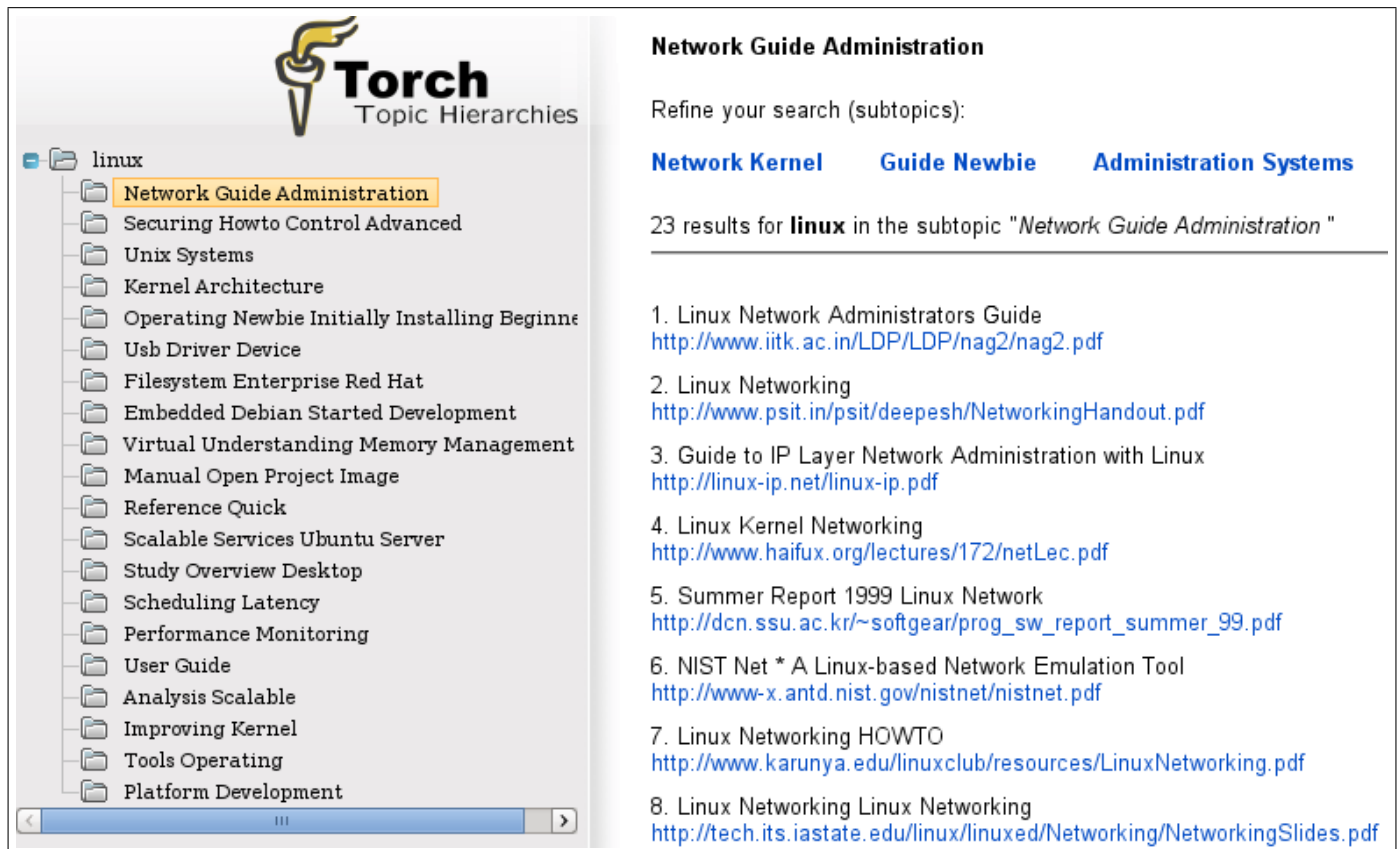 Torch
Topic Hierarchies
linux
Network Guide Administration
Securing Howto Control Advanced
Unix Systems
Kernel Architecture
Operating Newbie Initially Installing Beginne
Usb Driver Device
Filesystem Enterprise Red Hat
Embedded Debian Started Development
Virtual Understanding Memory Management
Manual Open Project Image
Reference Quick
Scalable Services Ubuntu Server
Study Overview Desktop
Scheduling Latency
Performance Monitoring
User Guide
Analysis Scalable
Improving Kernel
Tools Operating
Platform Development
Network Guide Administration
Refine your search (subtopics):
Network Kernel Guide Newbie Administration Systems
23 results for linux in the subtopic "Network Guide Administration "
1. Linux Network Administrators Guide
http://www.iitk.ac.in/LDP/LDP/nag2/nag2.pdf
2. Linux Networking
http://www.psit.in/psit/deepesh/NetworkingHandout.pdf
3. Guide to IP Layer Network Administration with Linux
http://linux-ip.net/linux-ip.pdf
4. Linux Kernel Networking
http://www.haifux.org/lectures/172/netLec.pdf
5. Summer Report 1999 Linux Network
http://dcn.ssu.ac.kr/~softgear/prog_sw_report_summer_99.pdf
6. NIST Net * A Linux-based Network Emulation Tool
http://www-x.antd.nist.gov/nistnet/nistnet.pdf
7. Linux Networking HOWTO
http://www.karunya.edu/linuxclub/resources/LinuxNetworking.pdf
8. Linux Networking Linux Networking
http://tech.its.iastate.edu/linux/linuxed/Networking/NetworkingSlides.pdf